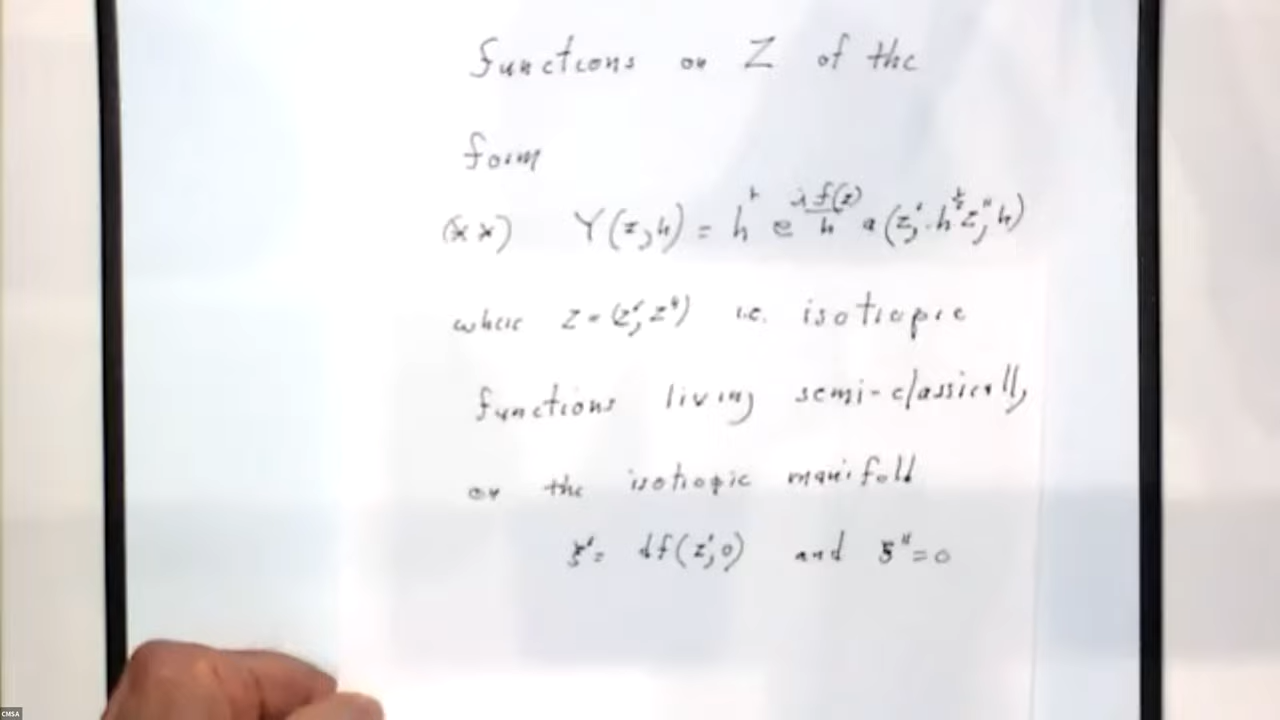 functions on Z of the
form
(**) Υ(z,h) = h^k e^{i f(z)/h} a(z', h^{½} z'', h)
where z = (z', z'') i.e. isotropic
functions living semi-classically
on the isotropic manifold
ξ' = df(z',0) and ξ'' = 0
CMSA